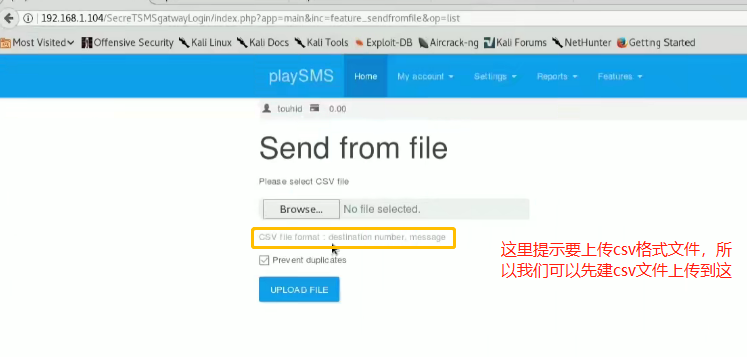 192.168.1.104/SecreTSMSgatwayLogin/index.php?app=main&inc=feature_sendfromfile&op=list
Most Visited Offensive Security Kali Linux Kali Docs Kali Tools Exploit-DB Aircrack-ng Kali Forums NetHunter Getting Started
playSMS Home My account Settings Reports Features
touhid 0.00
Send from file
Please select CSV file
Browse... No file selected.
CSV file format : destination number, message
这里提示要上传csv格式文件，所
以我们可以先建csv文件上传到这
Prevent duplicates
UPLOAD FILE